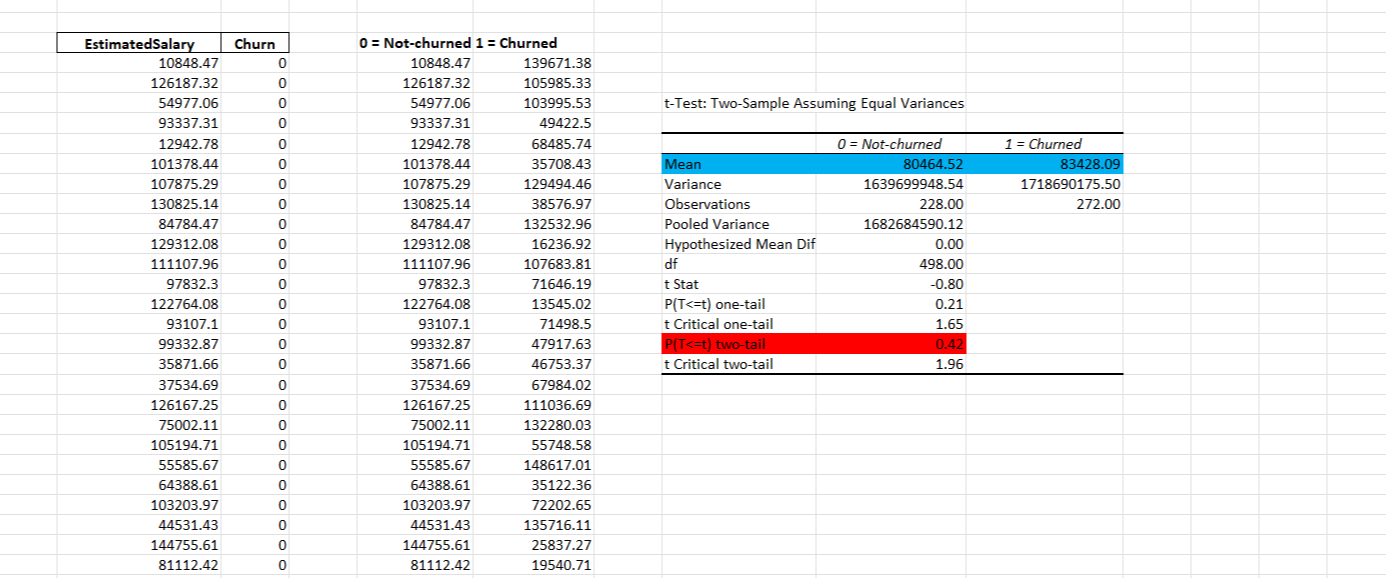 EstimatedSalary Churn 0 = Not-churned 1 = Churned
10848.47 0 10848.47 139671.38
126187.32 0 126187.32 105985.33
54977.06 0 54977.06 103995.53 t-Test: Two-Sample Assuming Equal Variances
93337.31 0 93337.31 49422.5
12942.78 0 12942.78 68485.74 0 = Not-churned 1 = Churned
101378.44 0 101378.44 35708.43 Mean 80464.52 83428.09
107875.29 0 107875.29 129494.46 Variance 1639699948.54 1718690175.50
130825.14 0 130825.14 38576.97 Observations 228.00 272.00
84784.47 0 84784.47 132532.96 Pooled Variance 1682684590.12
129312.08 0 129312.08 16236.92 Hypothesized Mean Dif 0.00
111107.96 0 111107.96 107683.81 df 498.00
97832.3 0 97832.3 71646.19 t Stat -0.80
122764.08 0 122764.08 13545.02 P(T<=t) one-tail 0.21
93107.1 0 93107.1 71498.5 t Critical one-tail 1.65
99332.87 0 99332.87 47917.63 P(T<=t) two-tail 0.42
35871.66 0 35871.66 46753.37 t Critical two-tail 1.96
37534.69 0 37534.69 67984.02
126167.25 0 126167.25 111036.69
75002.11 0 75002.11 132280.03
105194.71 0 105194.71 55748.58
55585.67 0 55585.67 148617.01
64388.61 0 64388.61 35122.36
103203.97 0 103203.97 72202.65
44531.43 0 44531.43 135716.11
144755.61 0 144755.61 25837.27
81112.42 0 81112.42 19540.71